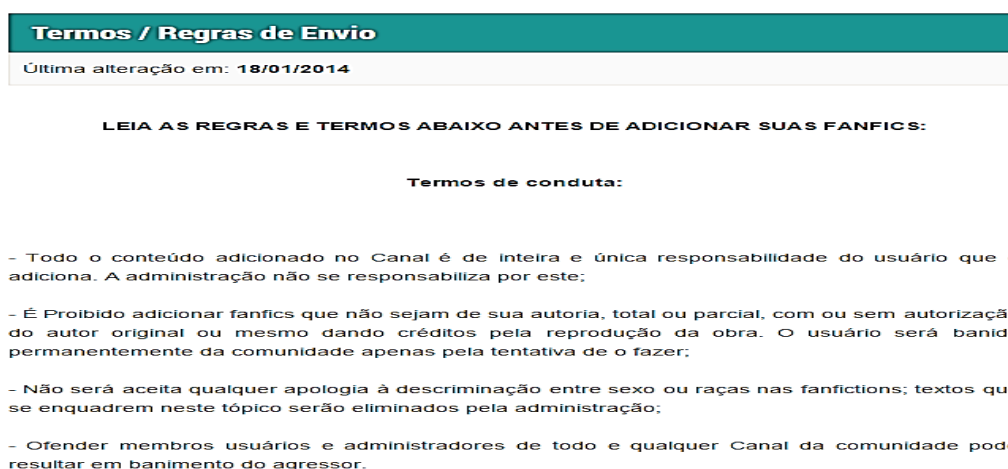 Termos / Regras de Envio
Última alteração em: 18/01/2014
LEIA AS REGRAS E TERMOS ABAIXO ANTES DE ADICIONAR SUAS FANFICS:
Termos de conduta:
- Todo o conteúdo adicionado no Canal é de inteira e única responsabilidade do usuário que
adiciona. A administração não se responsabiliza por este;
- É Proibido adicionar fanfics que não sejam de sua autoria, total ou parcial, com ou sem autorizaçã
do autor original ou mesmo dando créditos pela reprodução da obra. O usuário será banid
permanentemente da comunidade apenas pela tentativa de o fazer;
- Não será aceita qualquer apologia à descriminação entre sexo ou raças nas fanfictions; textos qu
se enquadrem neste tópico serão eliminados pela administração;
- Ofender membros usuários e administradores de todo e qualquer Canal da comunidade pod
resultar em banimento do agressor.